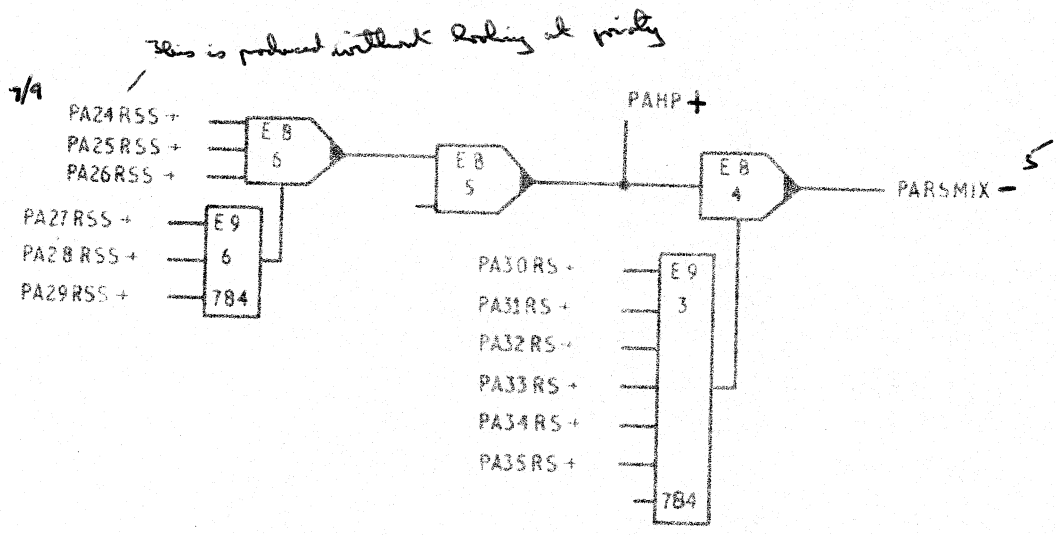 This is produced without looking at priority
7/9
PA24RSS +
PA25RSS +
PA26RSS +
E8
6
PA27RSS +
PA28RSS +
PA29RSS +
E9
6
784
E8
5
PAHP +
E8
4
PARSMIX -
5
PA30RS +
PA31RS +
PA32RS +
PA33RS +
PA34RS +
PA35RS +
E9
3
784